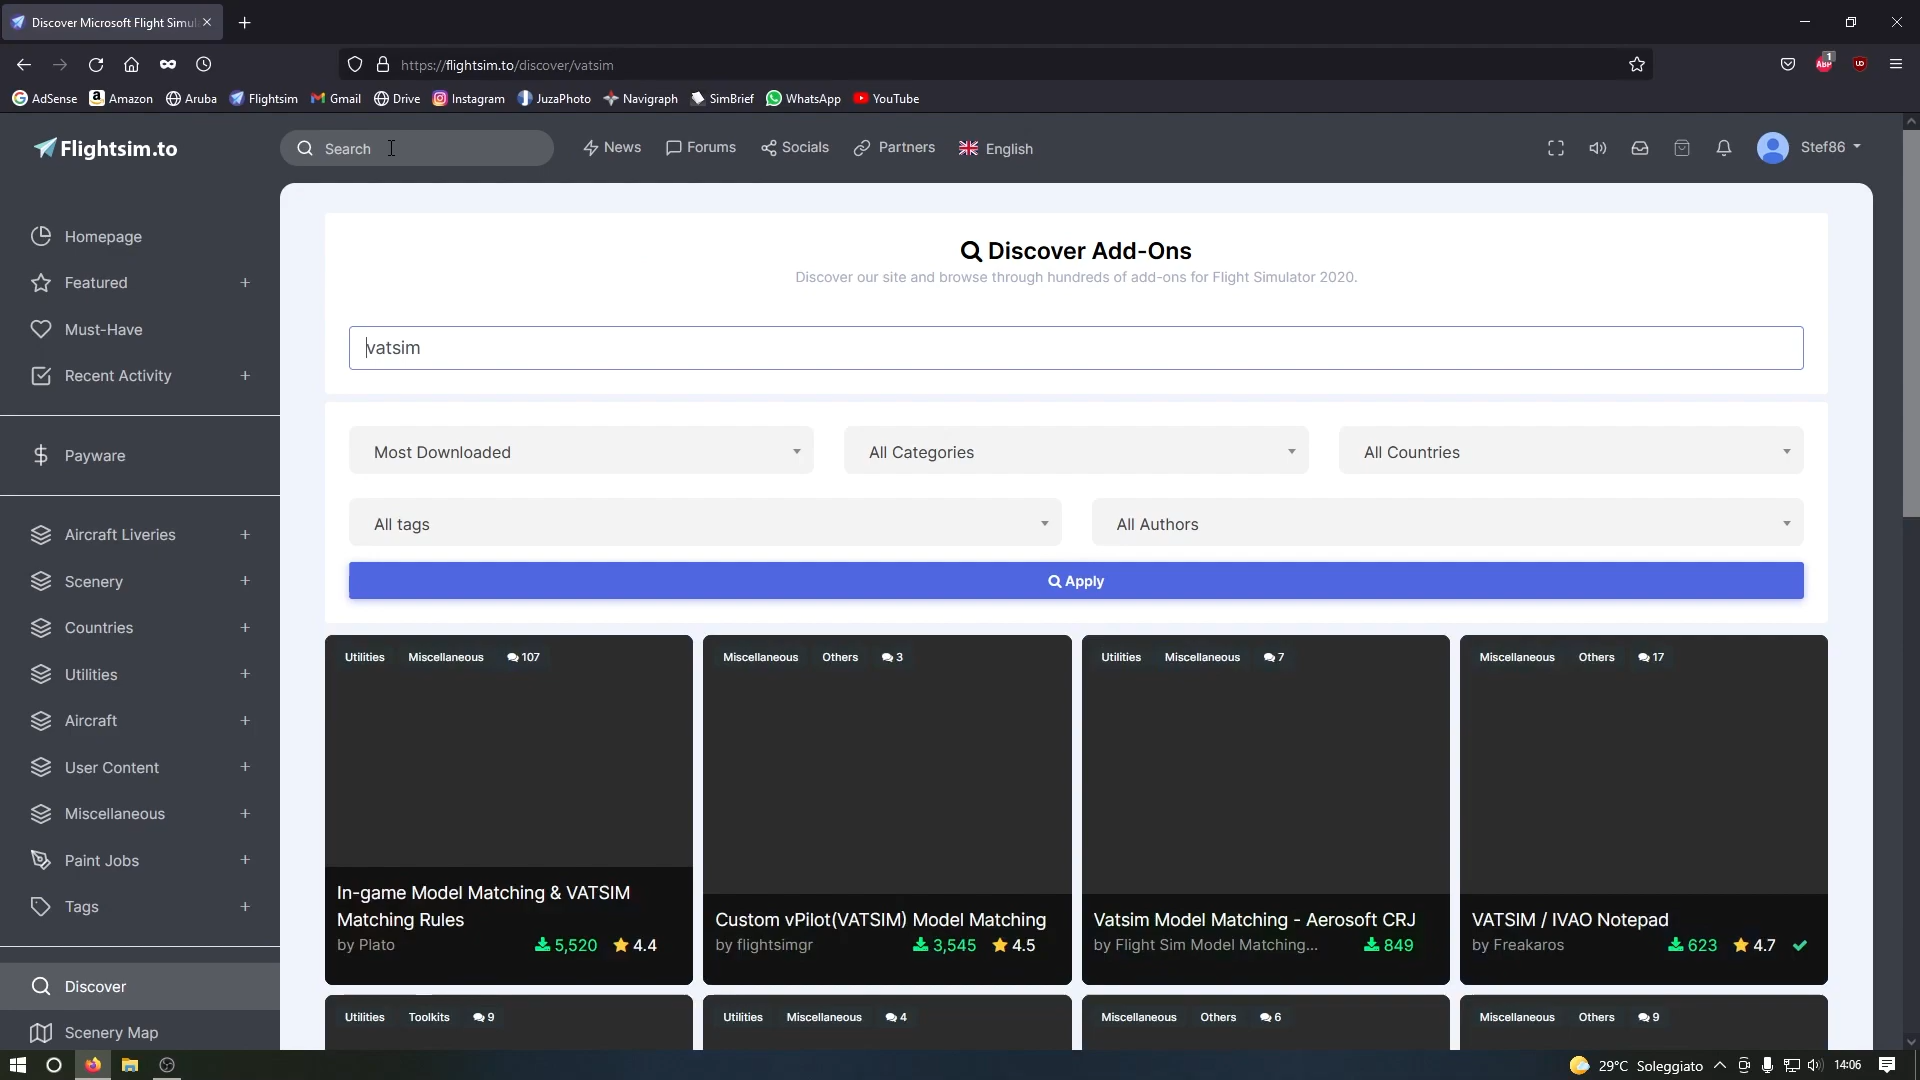 Discover Microsoft Flight Simul
https://flightsim.to/discover/vatsim
1
ABP
AdSense
Amazon
Aruba
Flightsim
Gmail
Drive
Instagram
JuzaPhoto
Navigraph
SimBrief
WhatsApp
YouTube
Flightsim.to
Search
News
Forums
Socials
Partners
English
Stef86
Homepage
Featured +
Must-Have
Recent Activity +
Payware
Aircraft Liveries +
Scenery +
Countries +
Utilities +
Aircraft +
User Content +
Miscellaneous +
Paint Jobs +
Tags +
Discover
Scenery Map
Discover Add-Ons
Discover our site and browse through hundreds of add-ons for Flight Simulator 2020.
vatsim
Most Downloaded
All Categories
All Countries
All tags
All Authors
Apply
Utilities Miscellaneous 107
In-game Model Matching & VATSIM
Matching Rules
by Plato 5,520 4.4
Miscellaneous Others 3
Custom vPilot(VATSIM) Model Matching
by flightsimgr 3,545 4.5
Utilities Miscellaneous 7
Vatsim Model Matching - Aerosoft CRJ
by Flight Sim Model Matching... 849
Miscellaneous Others 17
VATSIM / IVAO Notepad
by Freakaros 623 4.7
Utilities Toolkits 9
Utilities Miscellaneous 4
Miscellaneous Others 6
Miscellaneous Others 9
29°C Soleggiato
14:06